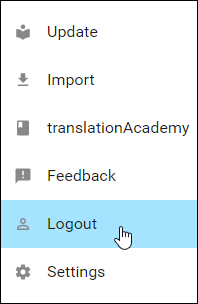 Update
Import
translationAcademy
Feedback
Logout
Settings